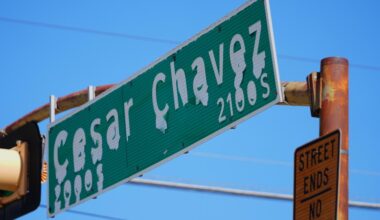 Cesar Chavez
2000s 2100s
STREET
ENDS
NO